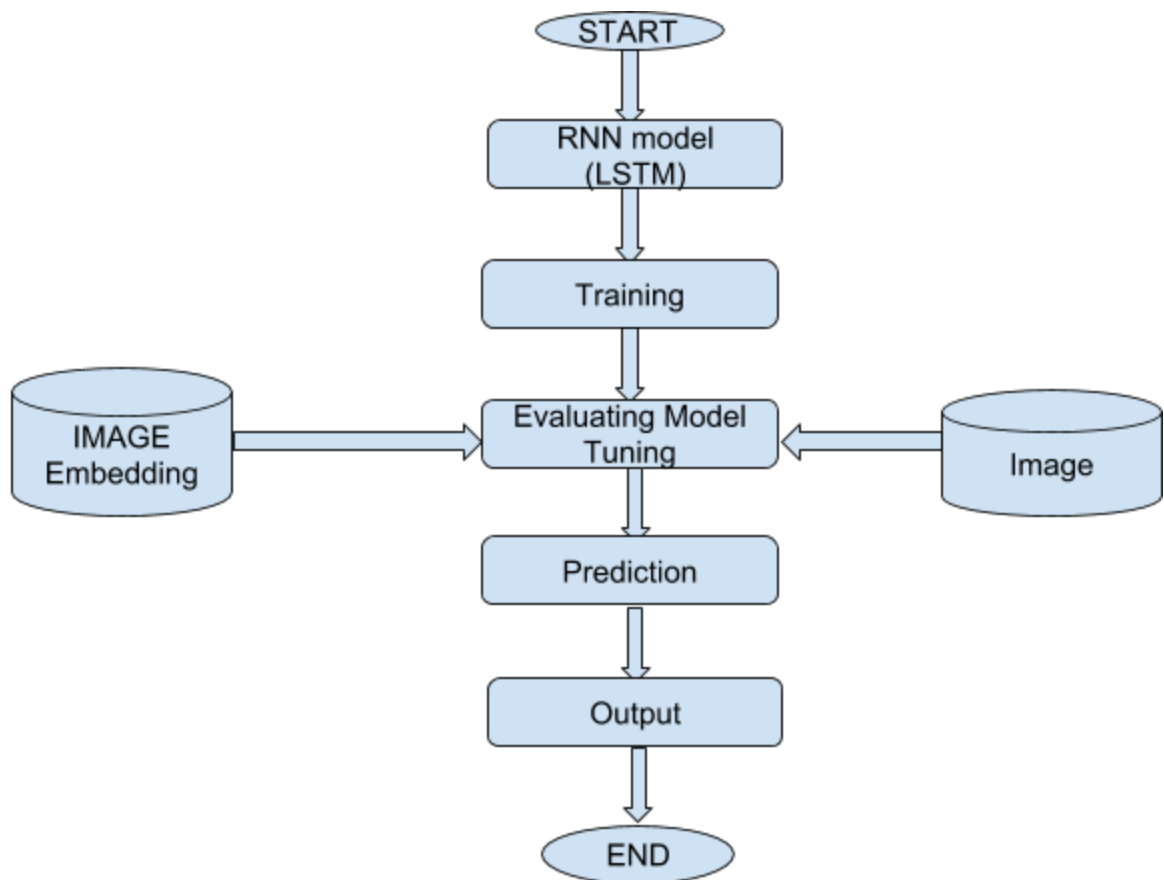 START
RNN model
(LSTM)
Training
IMAGE
Embedding
Evaluating Model
Tuning
Image
Prediction
Output
END